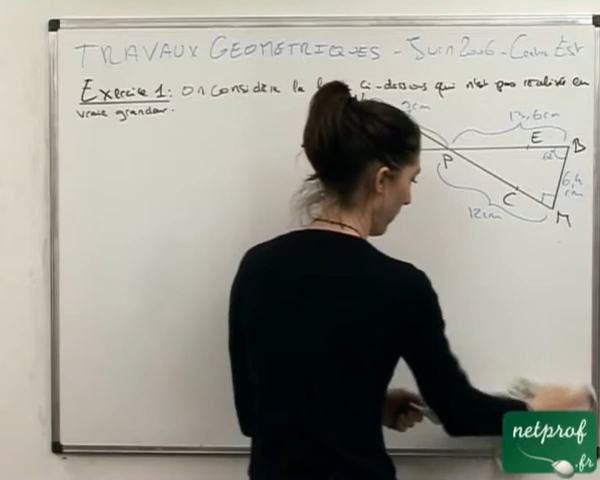 TRAVAUX GEOMETRIQUES - Juin 2006 - Centre Est
Exercice 1: on considère la ci-dessous qui n'est pas réalisée en
vraie grandeur.
9cm
13,6cm
E
B
P
62°
6,4
cm
C
12cm
M
netprof
.fr